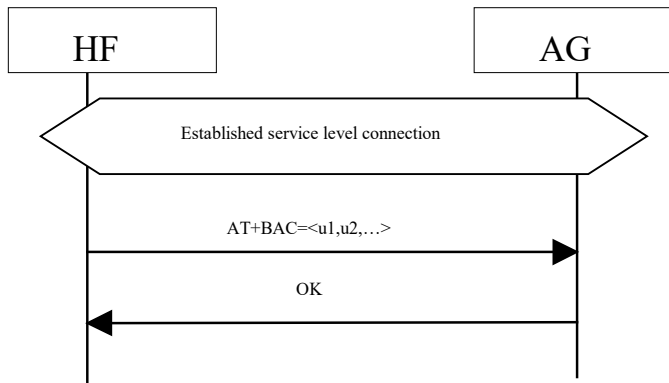 HF
AG
Established service level connection
AT+BAC=<u1,u2,…>
OK